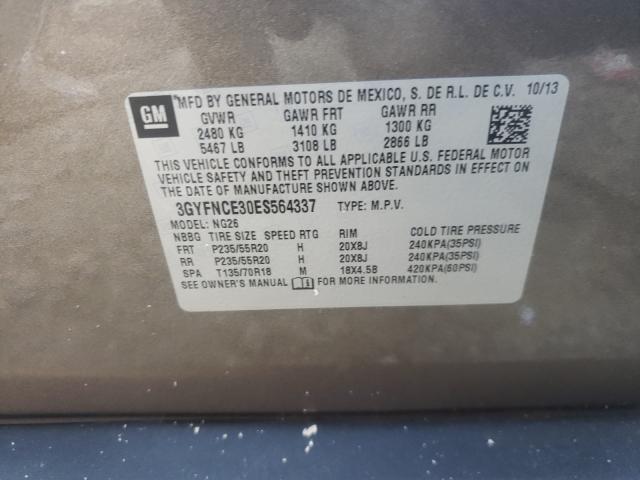 GM
MFD BY GENERAL MOTORS DE MEXICO, S. DE R.L. DE C.V. 10/13
GVWR GAWR FRT GAWR RR
2480 KG 1410 KG 1300 KG
5467 LB 3108 LB 2866 LB
THIS VEHICLE CONFORMS TO ALL APPLICABLE U.S. FEDERAL MOTOR
VEHICLE SAFETY AND THEFT PREVENTION STANDARDS IN EFFECT ON
THE DATE OF MANUFACTURE SHOWN ABOVE.
3GYFNCE30ES564337 TYPE: M.P.V.
MODEL: NG26
NBBG TIRE SIZE SPEED RTG RIM COLD TIRE PRESSURE
FRT P235/55R20 H 20X8J 240KPA(35PSI)
RR P235/55R20 H 20X8J 240KPA(35PSI)
SPA T135/70R18 M 18X4.5B 420KPA(60PSI)
SEE OWNER'S MANUAL FOR MORE INFORMATION.